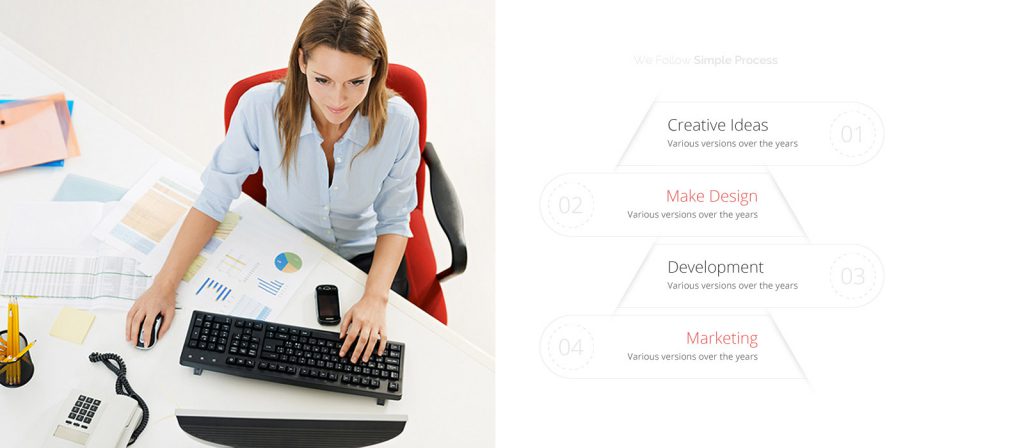 We Follow Simple Process
Creative Ideas
Various versions over the years
01
02
Make Design
Various versions over the years
Development
Various versions over the years
03
04
Marketing
Various versions over the years